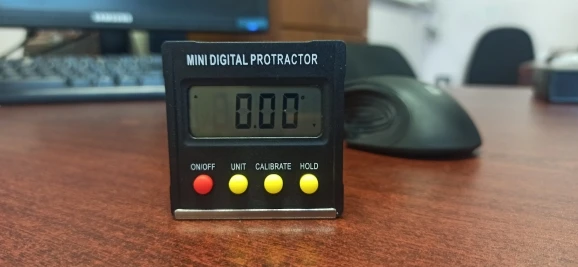 MINI DIGITAL PROTRACTOR
0.00
ON/OFF UNIT CALIBRATE HOLD